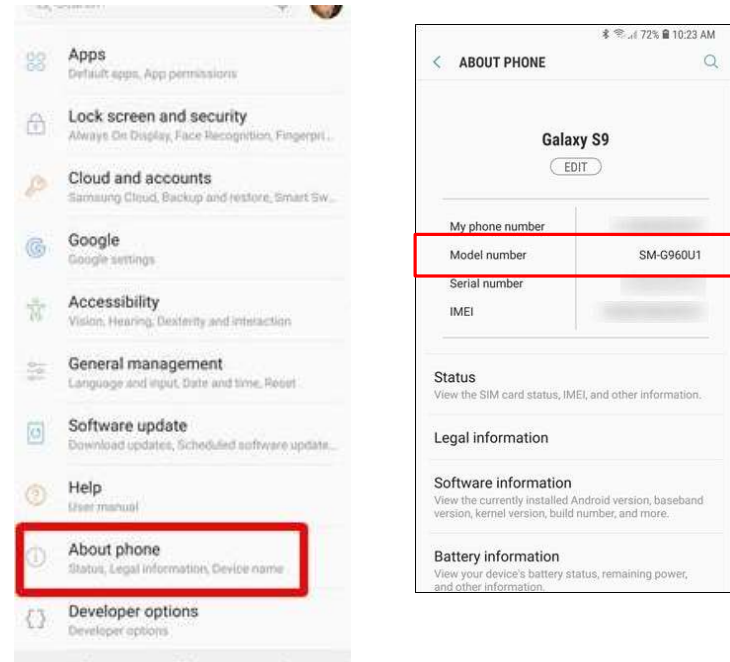 Apps
Default apps, App permissions
Lock screen and security
Always On Display, Face Recognition, Fingerpri...
Cloud and accounts
Samsung Cloud, Backup and restore, Smart Sw...
Google
Google settings
Accessibility
Vision, Hearing, Dexterity and interaction
General management
Language and input, Date and time, Reset
Software update
Download updates, Scheduled software update...
Help
User manual
About phone
Status, Legal information, Device name
Developer options
Developer options
72% 10:23 AM
ABOUT PHONE
Galaxy S9
EDIT
My phone number
Model number SM-G960U1
Serial number
IMEI
Status
View the SIM card status, IMEI, and other information.
Legal information
Software information
View the currently installed Android version, baseband
version, kernel version, build number, and more.
Battery information
View your device's battery status, remaining power,
and other information.